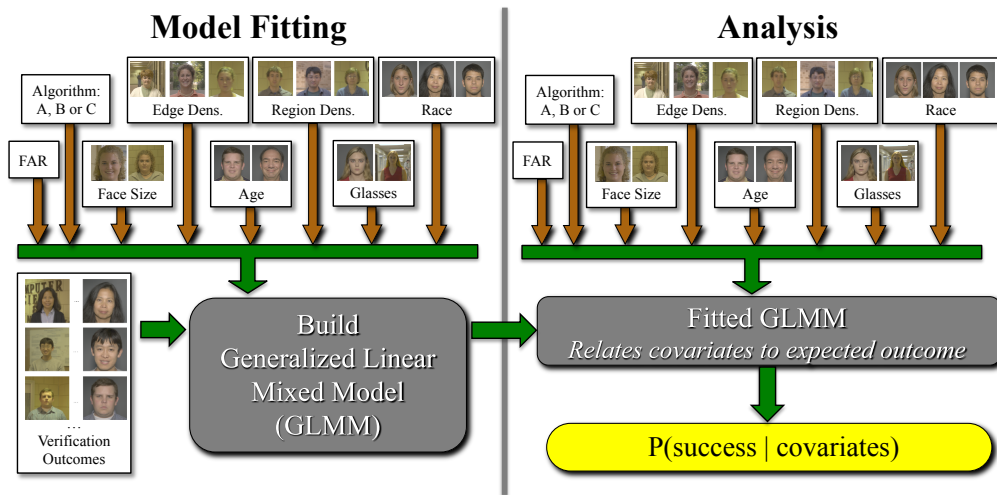 Model Fitting
Algorithm:
A, B or C
Edge Dens.
Region Dens.
Race
FAR
Face Size
Age
Glasses
...
Verification
Outcomes
Build
Generalized Linear
Mixed Model
(GLMM)
Analysis
Algorithm:
A, B or C
Edge Dens.
Region Dens.
Race
FAR
Face Size
Age
Glasses
Fitted GLMM
Relates covariates to expected outcome
P(success | covariates)